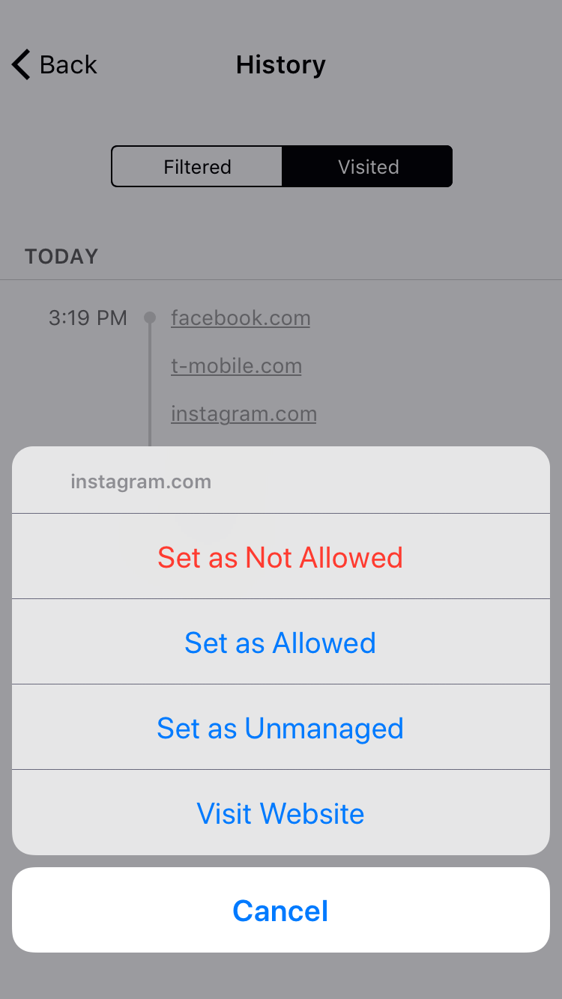 Back History
Filtered Visited
TODAY
3:19 PM facebook.com
t-mobile.com
instagram.com
instagram.com
Set as Not Allowed
Set as Allowed
Set as Unmanaged
Visit Website
Cancel